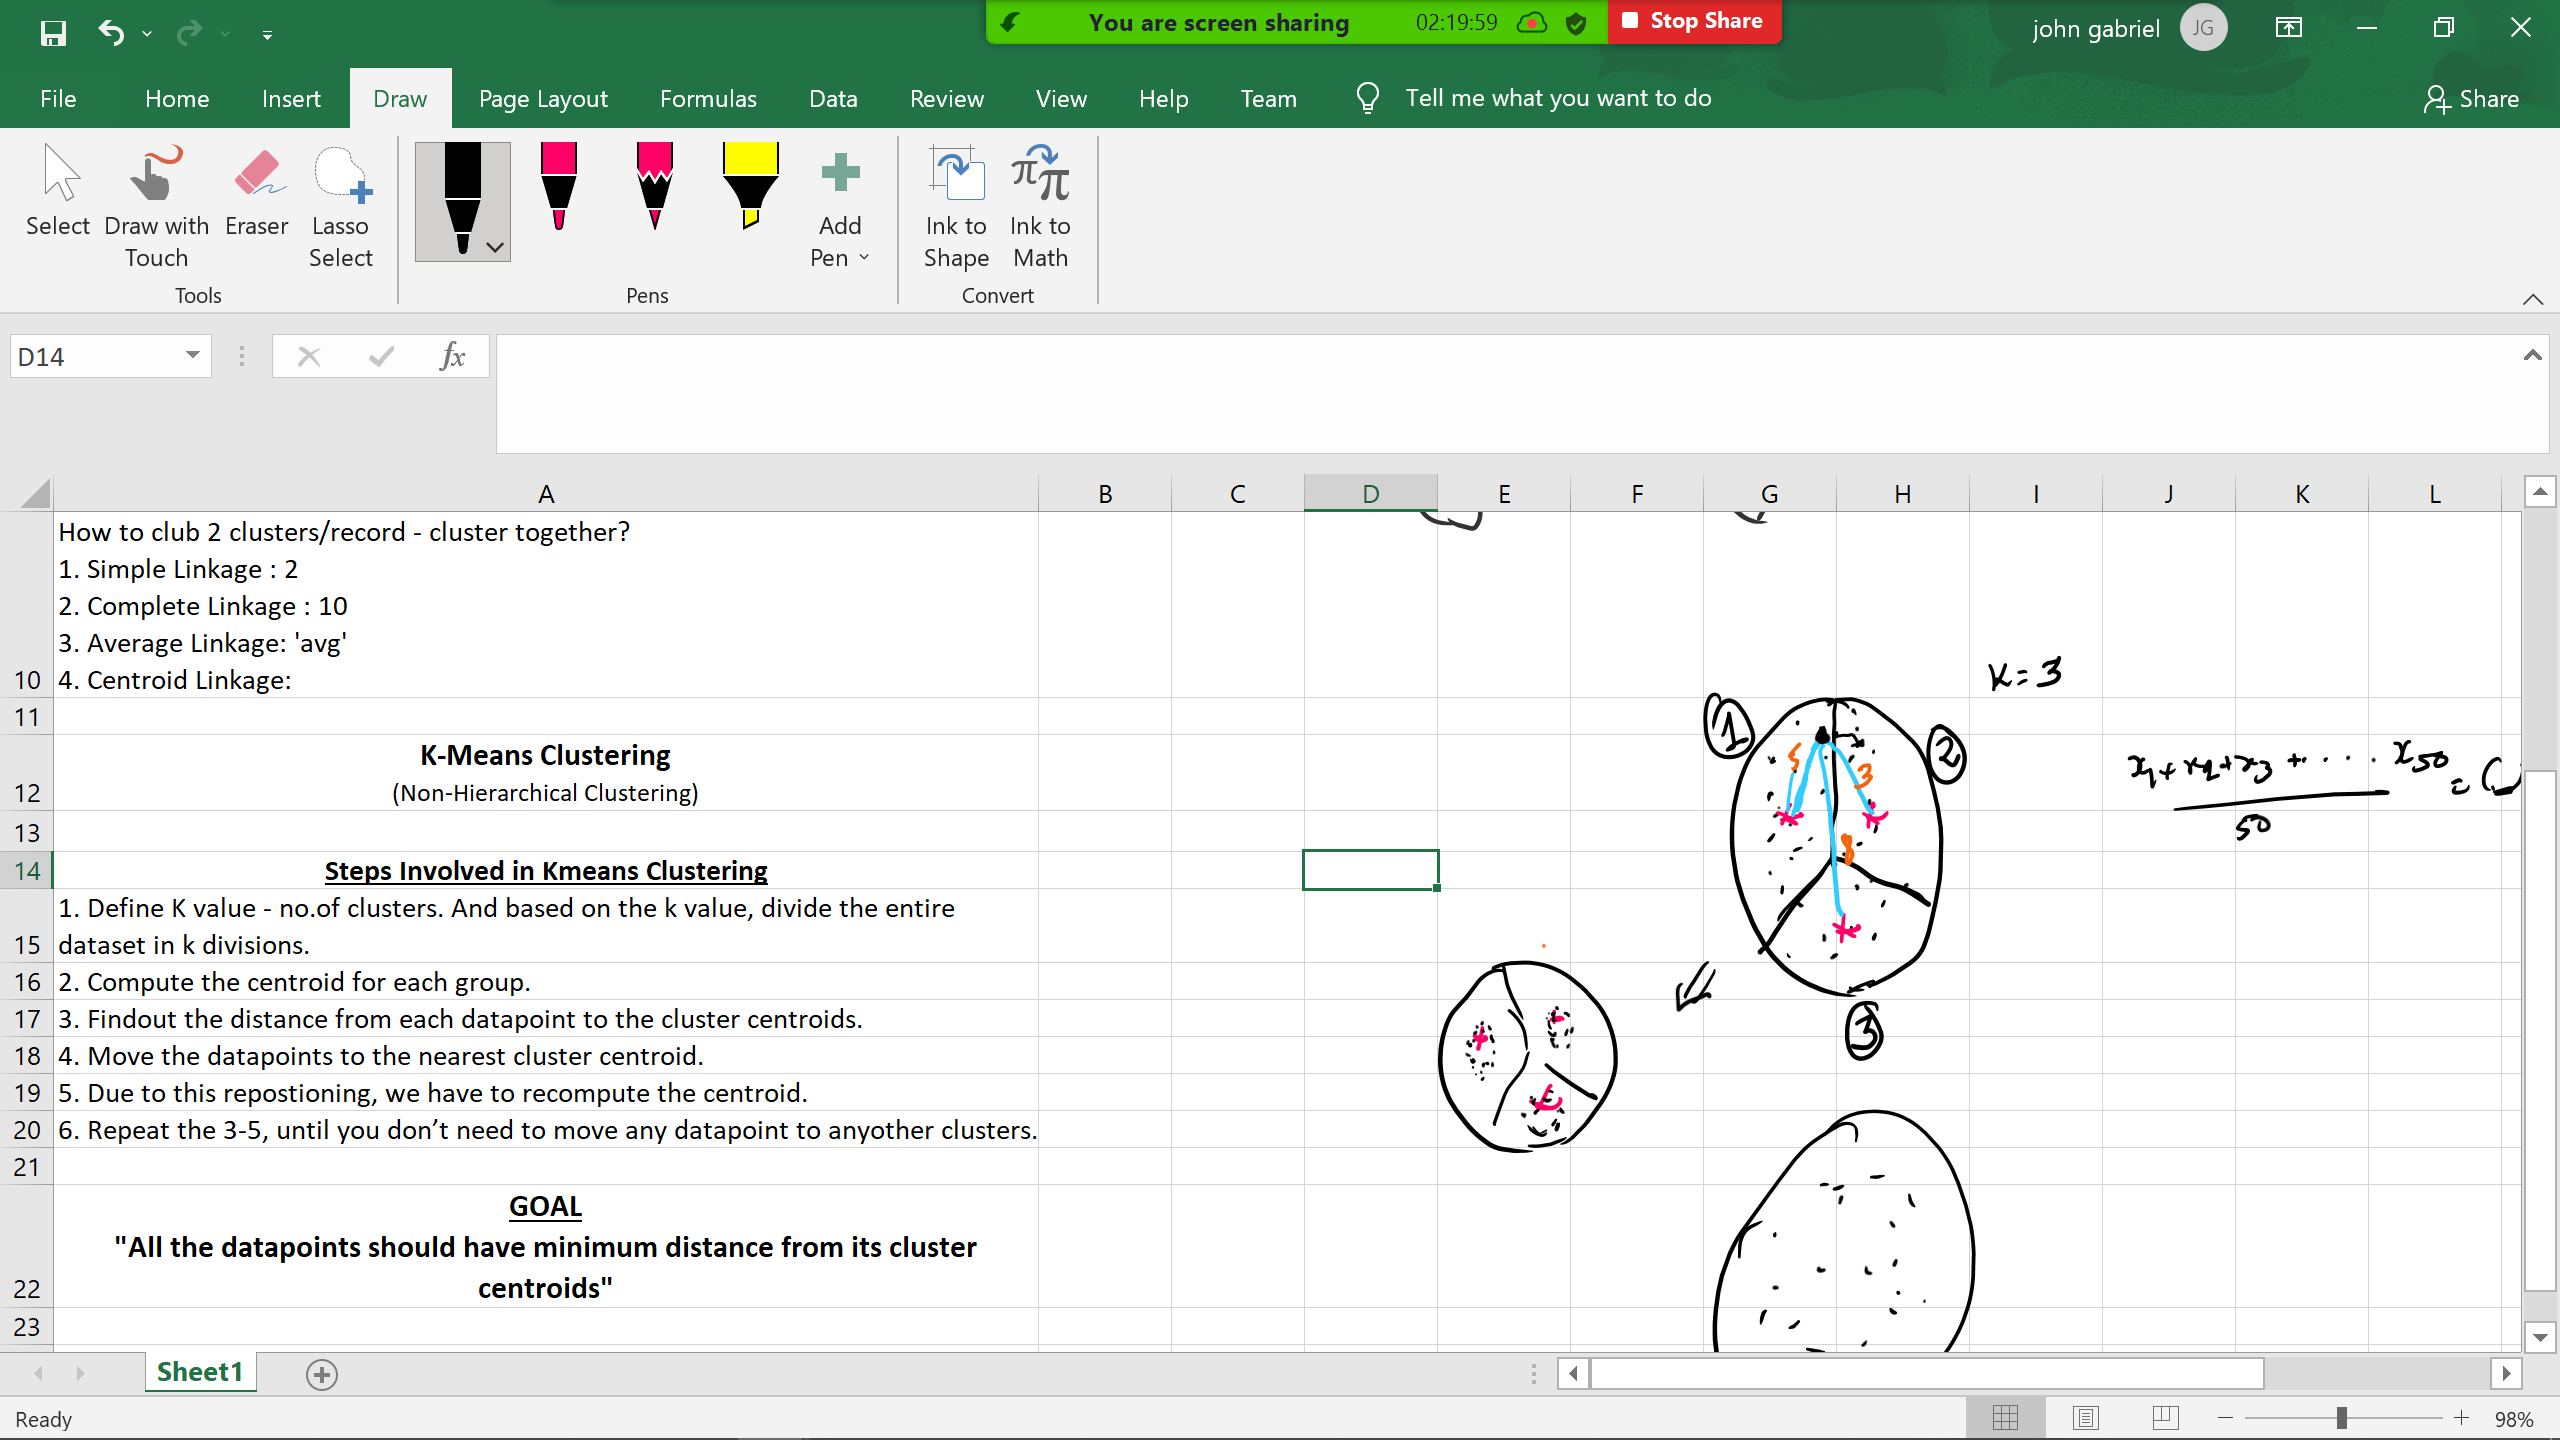 You are screen sharing 02:19:59 Stop Share
john gabriel JG
File Home Insert Draw Page Layout Formulas Data Review View Help Team Tell me what you want to do Share
Select Draw with Touch Eraser Lasso Select Add Pen Ink to Shape Ink to Math
Tools Pens Convert
D14 fx
A B C D E F G H I J K L
How to club 2 clusters/record - cluster together?
1. Simple Linkage : 2
2. Complete Linkage : 10
3. Average Linkage: 'avg'
10 4. Centroid Linkage:
K=3
11
1
2
K-Means Clustering
12 (Non-Hierarchical Clustering)
5 3
x50
50
13
8
14 Steps Involved in Kmeans Clustering
1. Define K value - no.of clusters. And based on the k value, divide the entire
15 dataset in k divisions.
16 2. Compute the centroid for each group.
17 3. Findout the distance from each datapoint to the cluster centroids.
3
18 4. Move the datapoints to the nearest cluster centroid.
19 5. Due to this repostioning, we have to recompute the centroid.
20 6. Repeat the 3-5, until you don’t need to move any datapoint to anyother clusters.
21
GOAL
"All the datapoints should have minimum distance from its cluster
22 centroids"
23
Sheet1
Ready 98%